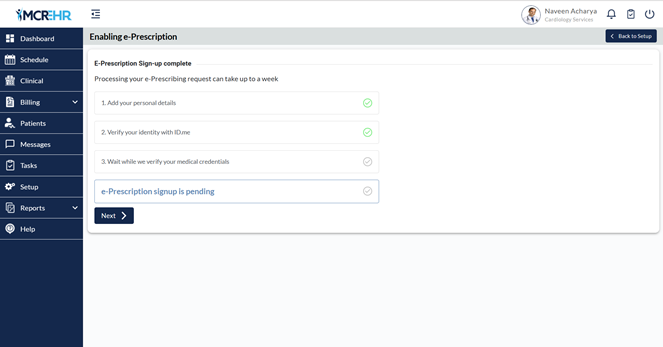 MCREHR
Naveen Acharya
Cardiology Services
Dashboard
Enabling e-Prescription
Back to Setup
Schedule
E-Prescription Sign-up complete
Clinical
Processing your e-Prescribing request can take up to a week
Billing
1. Add your personal details
Patients
2. Verify your identity with ID.me
Messages
3. Wait while we verify your medical credentials
Tasks
Setup
e-Prescription signup is pending
Reports
Next
Help